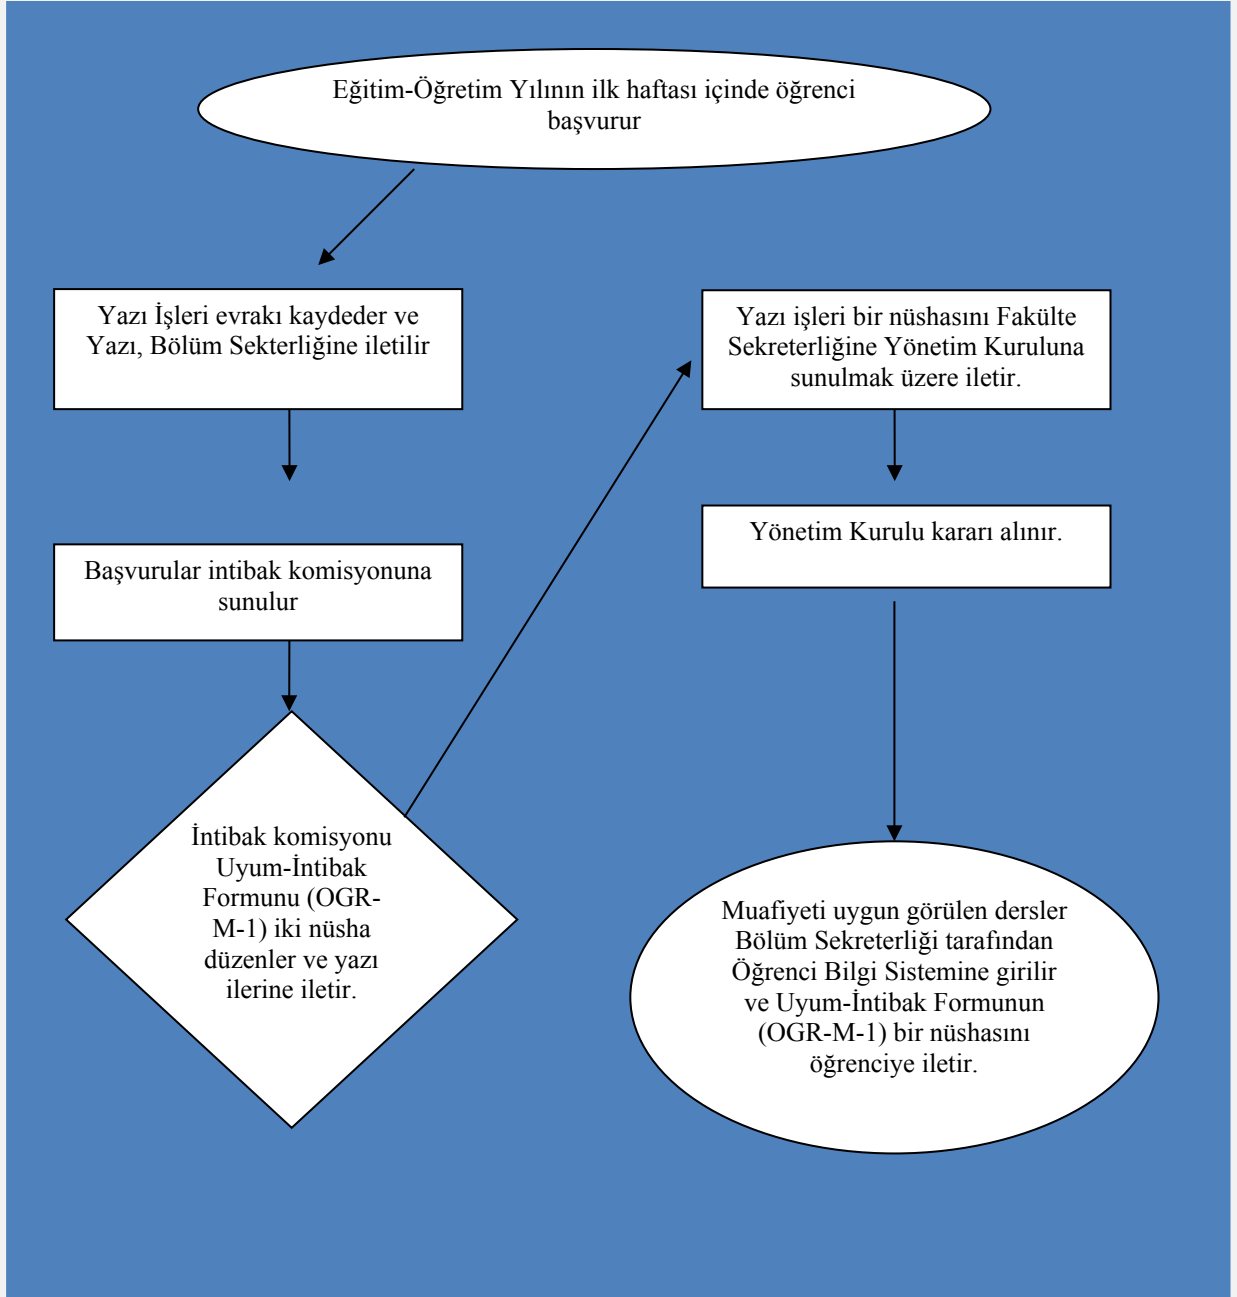 Eğitim-Öğretim Yılının ilk haftası içinde öğrenci
başvurur
Yazı İşleri evrakı kaydeder ve
Yazı, Bölüm Sekterliğine iletilir
Başvurular intibak komisyonuna
sunulur
İntibak komisyonu
Uyum-İntibak
Formunu (OGR-
M-1) iki nüsha
düzenler ve yazı
ilerine iletir.
Yazı işleri bir nüshasını Fakülte
Sekreterliğine Yönetim Kuruluna
sunulmak üzere iletir.
Yönetim Kurulu kararı alınır.
Muafiyeti uygun görülen dersler
Bölüm Sekreterliği tarafından
Öğrenci Bilgi Sistemine girilir
ve Uyum-İntibak Formunun
(OGR-M-1) bir nüshasını
öğrenciye iletir.